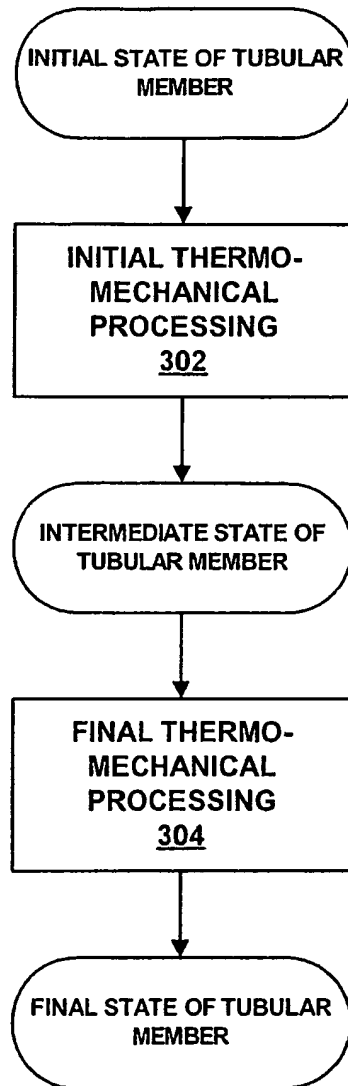 INITIAL STATE OF TUBULAR
MEMBER
INITIAL THERMO-
MECHANICAL
PROCESSING
302
INTERMEDIATE STATE OF
TUBULAR MEMBER
FINAL THERMO-
MECHANICAL
PROCESSING
304
FINAL STATE OF TUBULAR
MEMBER